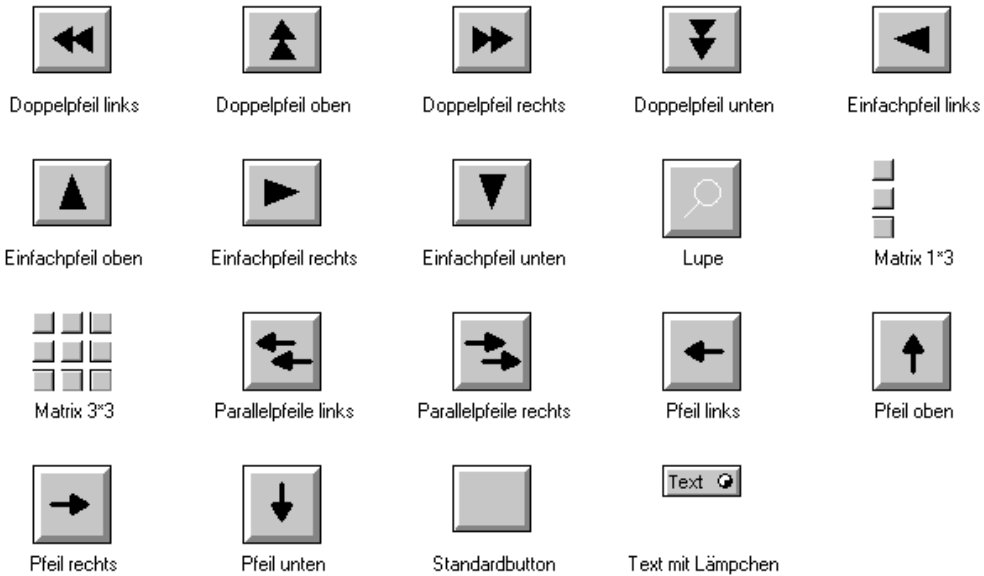 Doppelpfeil links
Doppelpfeil oben
Doppelpfeil rechts
Doppelpfeil unten
Einfachpfeil links
Einfachpfeil oben
Einfachpfeil rechts
Einfachpfeil unten
Lupe
Matrix 1*3
Matrix 3*3
Parallelpfeile links
Parallelpfeile rechts
Pfeil links
Pfeil oben
Text
Pfeil rechts
Pfeil unten
Standardbutton
Text mit Lämpchen